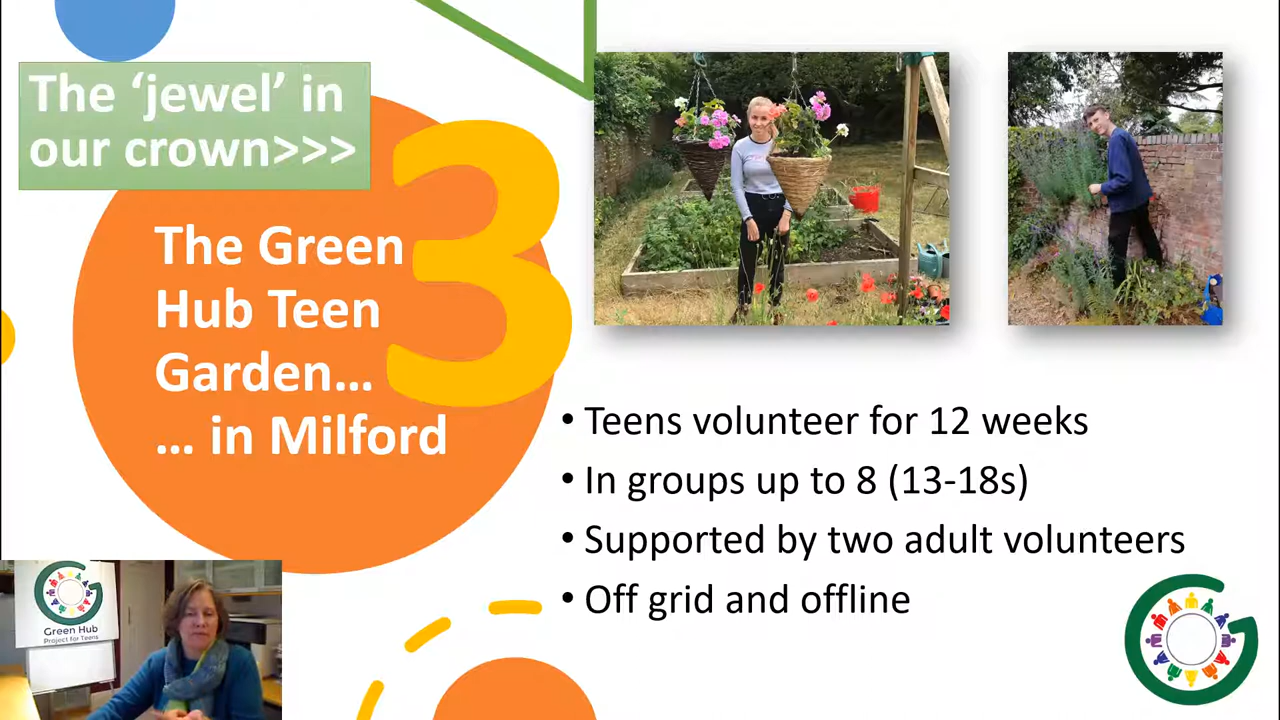 The ‘jewel’ in
our crown>>>
3
The Green
Hub Teen
Garden...
... in Milford
• Teens volunteer for 12 weeks
• In groups up to 8 (13-18s)
• Supported by two adult volunteers
• Off grid and offline
Green Hub
Project for Teens